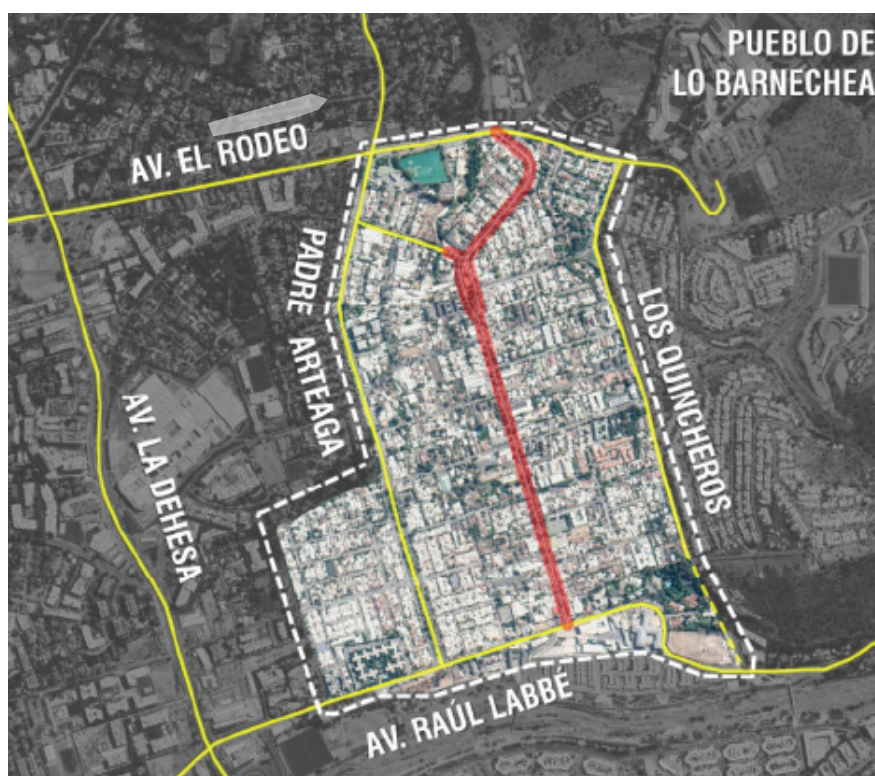 PUEBLO DE
LO BARNECHEA
AV. EL RODEO
PADRE ARTEAGA
LOS QUINCHEROS
AV. LA DEHESA
AV. RAÚL LABBÉ